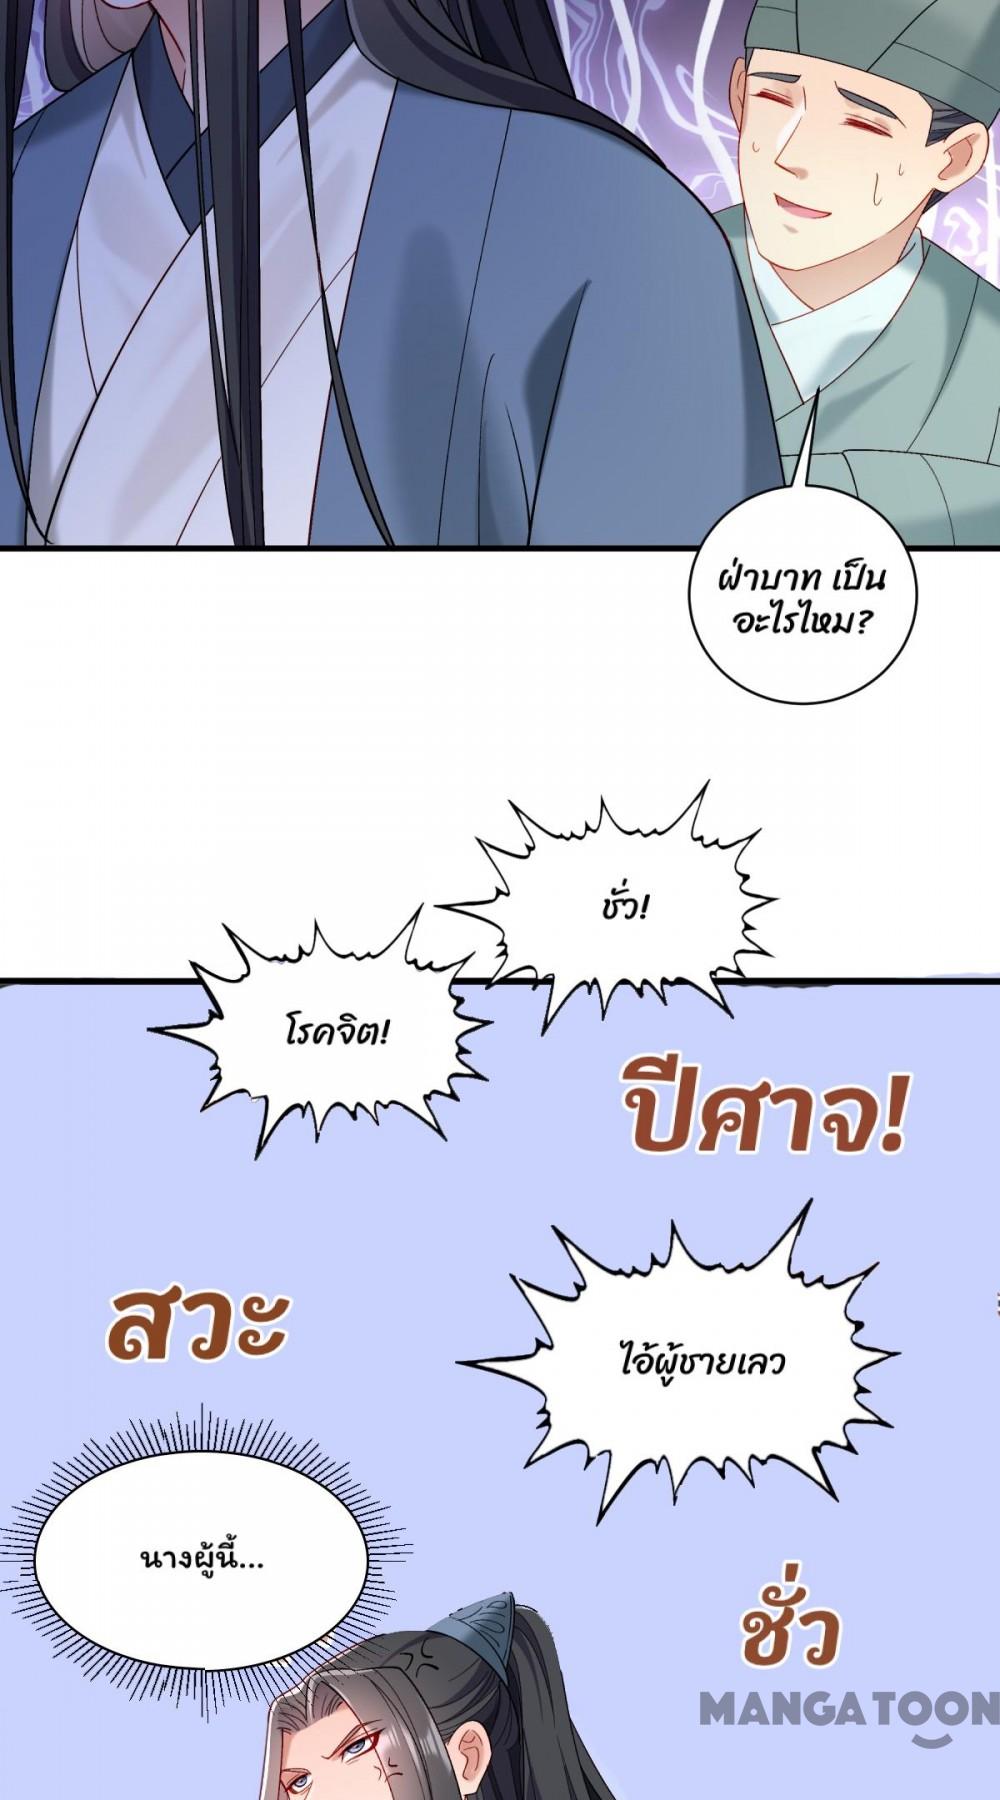 ฝ่าบาท เป็น
อะไรไหม?
ชั่ว!
โรคจิต!
ปีศาจ!
สวะ
ไอ้ผู้ชายเลว
นางผู้นี้...
ชั่ว
MANGATOON